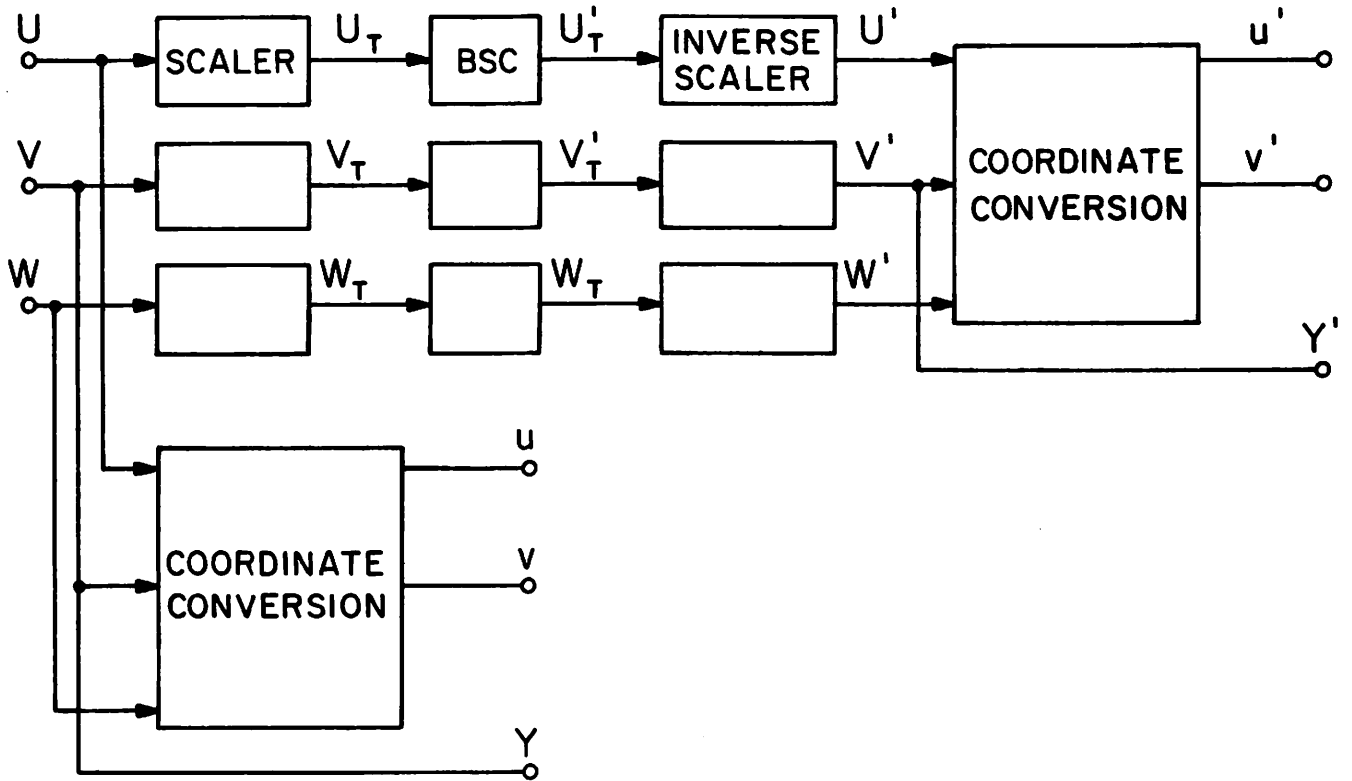 U
SCALER
U_T
BSC
U'_T
INVERSE
SCALER
U'
u'
V
V_T
V'_T
V'
COORDINATE
CONVERSION
v'
W
W_T
W_T
W'
Y'
u
COORDINATE
CONVERSION
v
Y